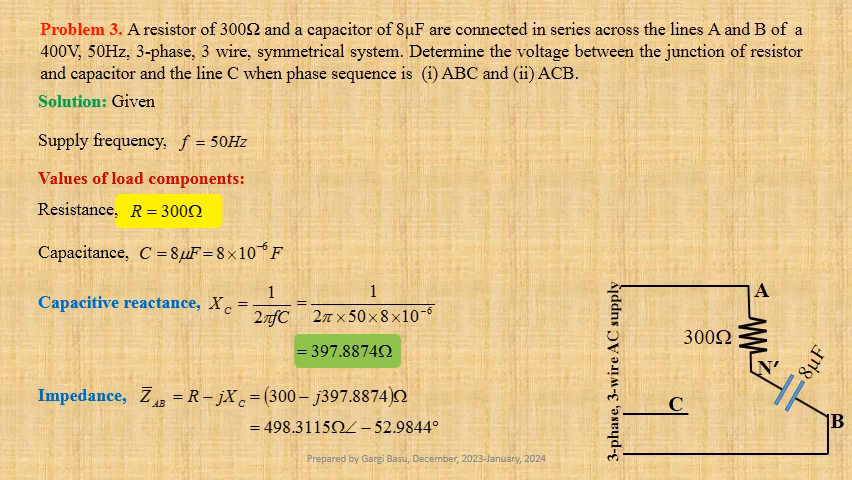 Problem 3. A resistor of 300Ω and a capacitor of 8µF are connected in series across the lines A and B of a
400V, 50Hz, 3-phase, 3 wire, symmetrical system. Determine the voltage between the junction of resistor
and capacitor and the line C when phase sequence is (i) ABC and (ii) ACB.
Solution: Given
Supply frequency, f = 50Hz
Values of load components:
Resistance, R = 300Ω
Capacitance, C = 8µF = 8×10⁻⁶ F
Capacitive reactance, X_C = 1/(2πfC) = 1/(2π×50×8×10⁻⁶)
= 397.8874Ω
Impedance, Z̅_AB = R − jX_C = (300 − j397.8874)Ω
= 498.3115Ω∠−52.9844°
3-phase, 3-wire AC supply
A
300Ω
N′
8µF
C
B
Prepared by Gargi Basu, December, 2023-January, 2024